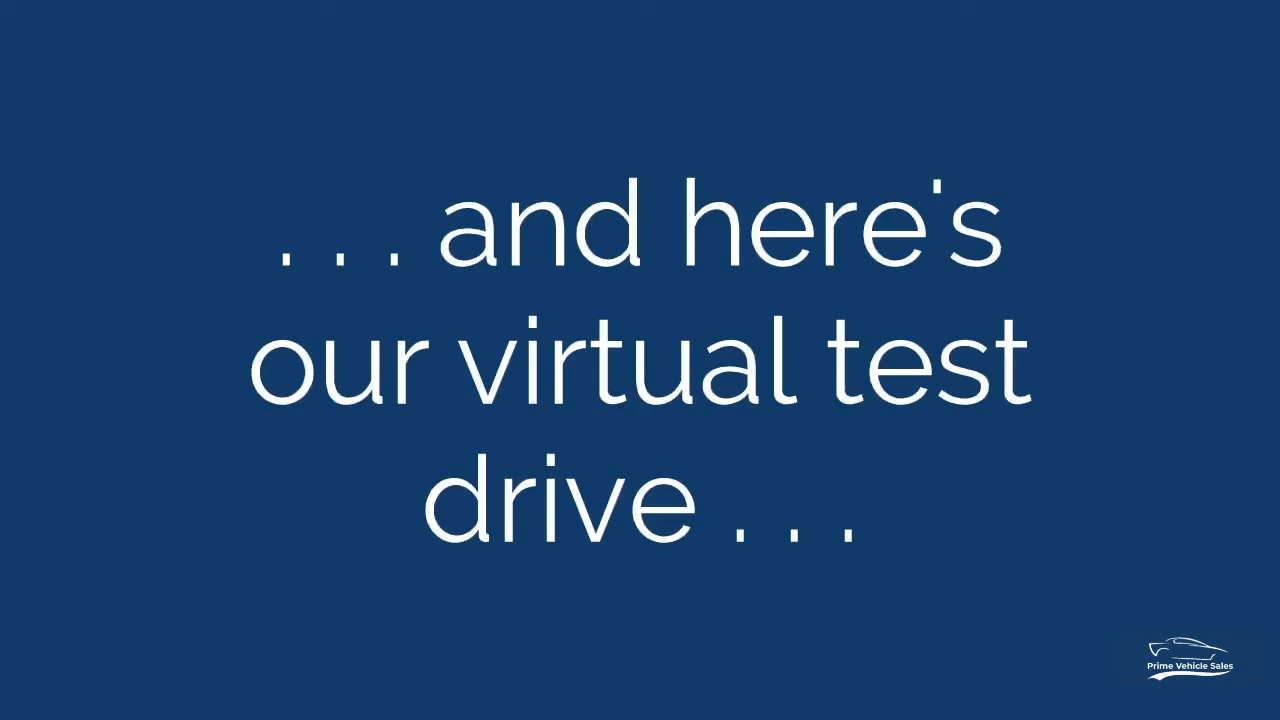 . . . and here's
our virtual test
drive . . .
Prime Vehicle Sales